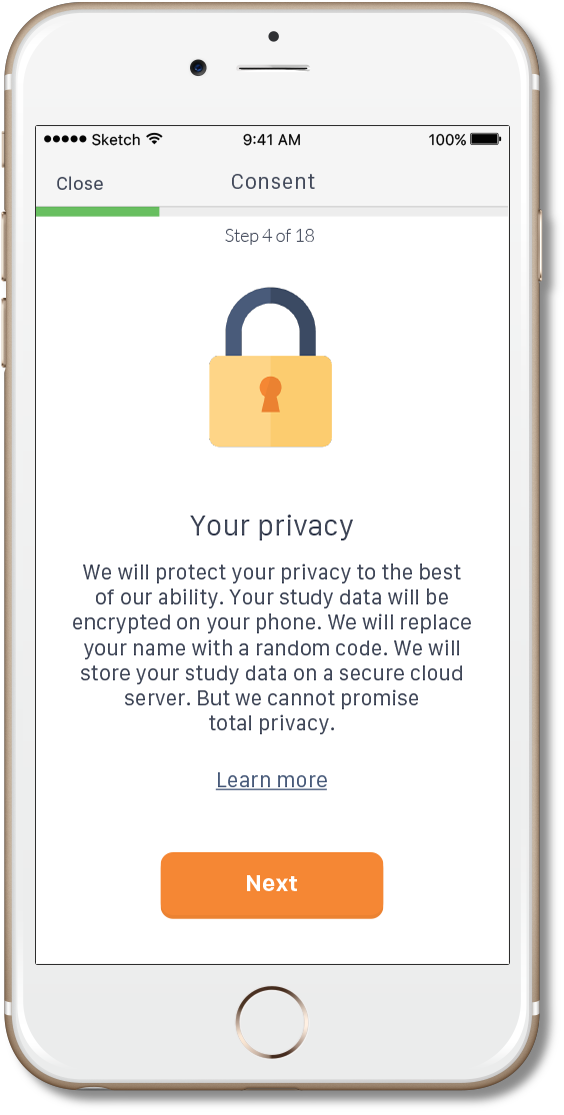 Sketch 9:41 AM 100%
Close Consent
Step 4 of 18
Your privacy
We will protect your privacy to the best
of our ability. Your study data will be
encrypted on your phone. We will replace
your name with a random code. We will
store your study data on a secure cloud
server. But we cannot promise
total privacy.
Learn more
Next